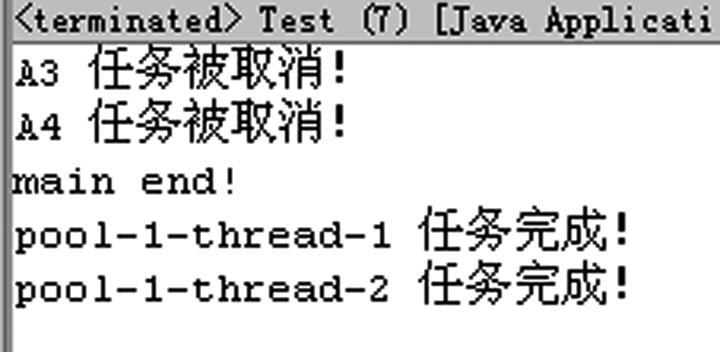 <terminated> Test (7) [Java Applicati
A3 任务被取消!
A4 任务被取消!
main end!
pool-1-thread-1 任务完成!
pool-1-thread-2 任务完成!